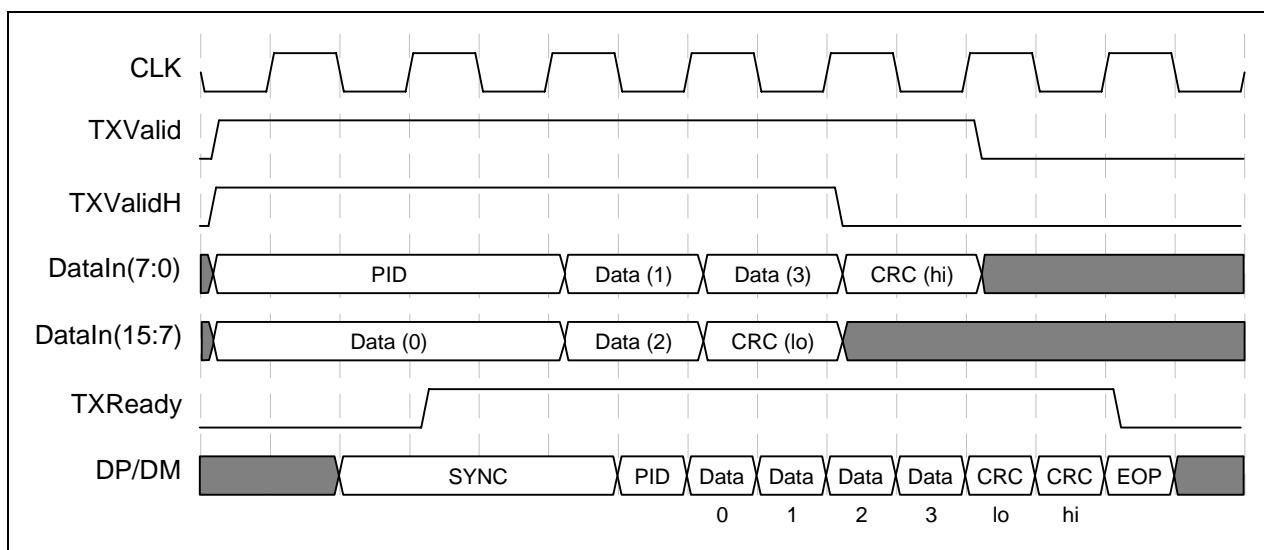 CLK
TXValid
TXValidH
DataIn(7:0) PID Data (1) Data (3) CRC (hi)
DataIn(15:7) Data (0) Data (2) CRC (lo)
TXReady
DP/DM SYNC PID Data Data Data Data CRC CRC EOP
0 1 2 3 lo hi